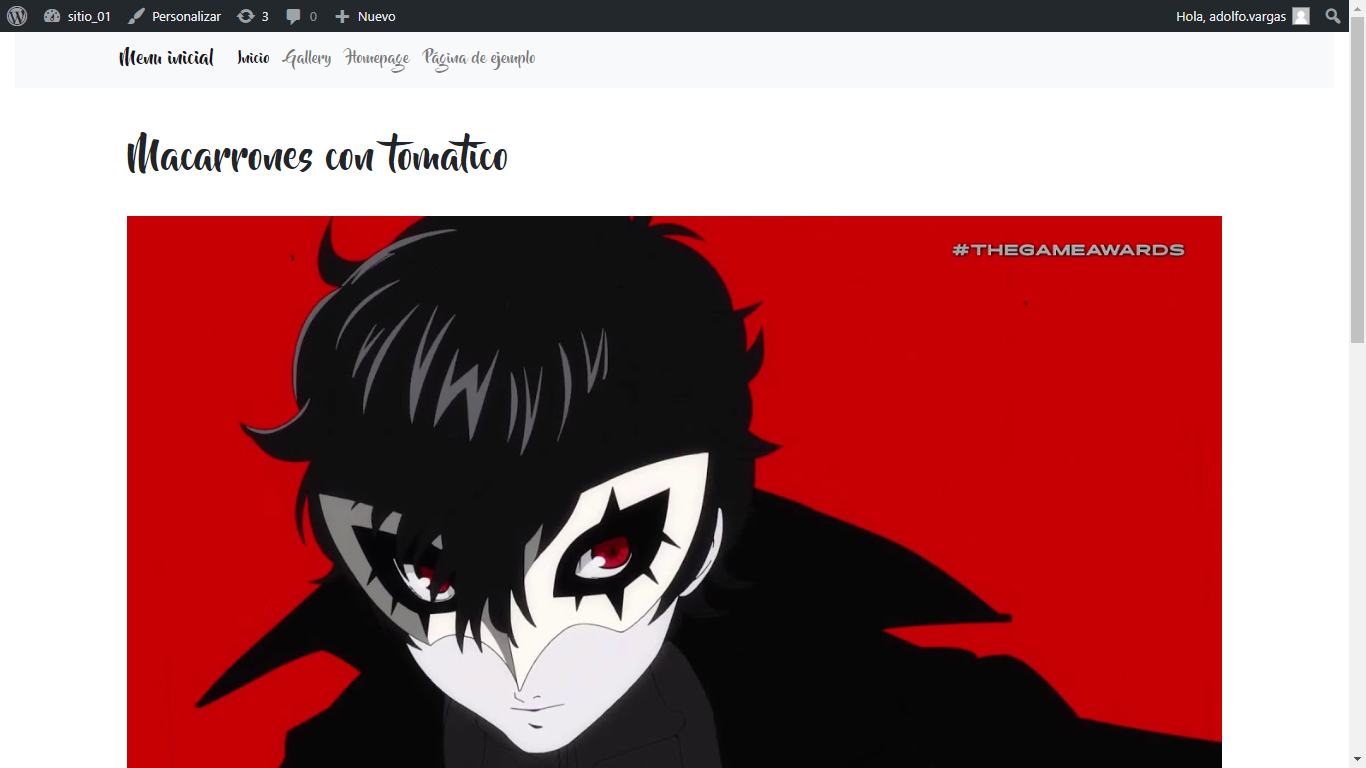 sitio_01 Personalizar 3 0 Nuevo Hola, adolfo.vargas
Menu inicial Inicio Gallery Homepage Página de ejemplo
Macarrones con tomatico
#THEGAMEAWARDS